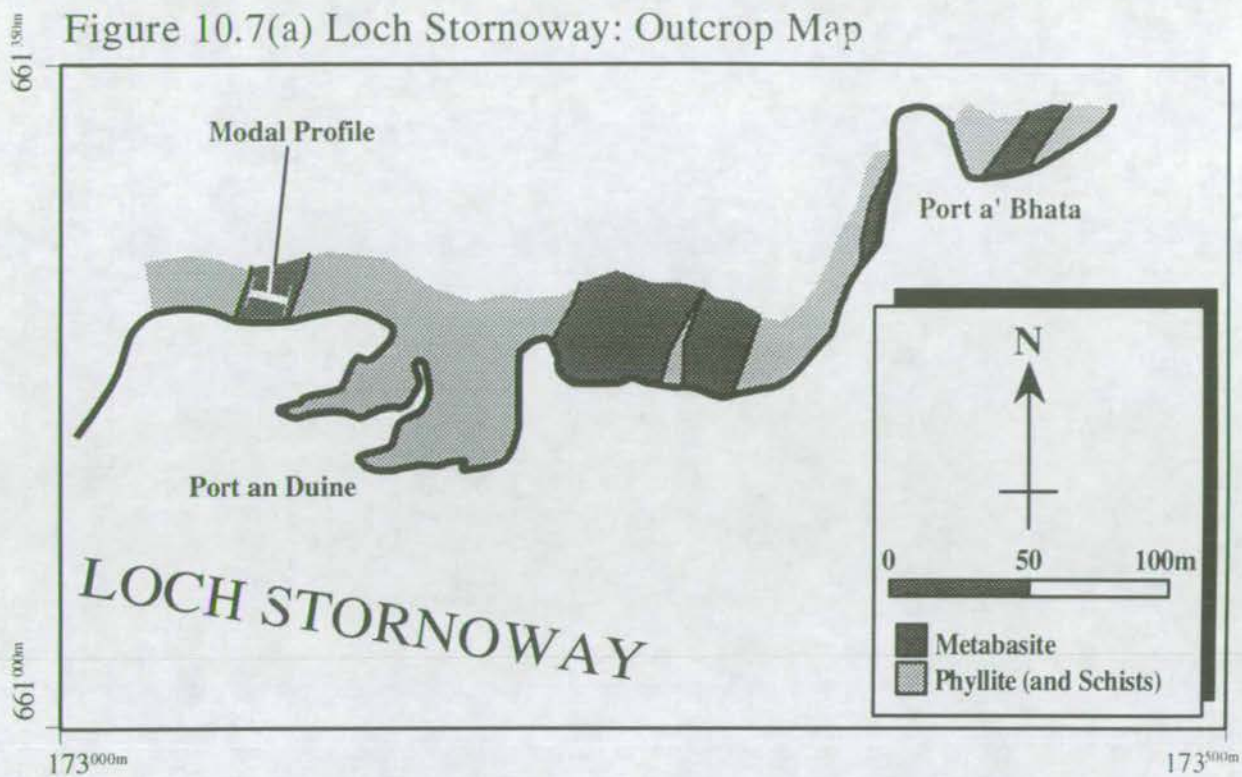 Figure 10.7(a) Loch Stornoway: Outcrop Map
661 350m
Modal Profile
Port a' Bhata
N
Port an Duine
0 50 100m
LOCH STORNOWAY
Metabasite
Phyllite (and Schists)
661 000m
173 000m
173 500m